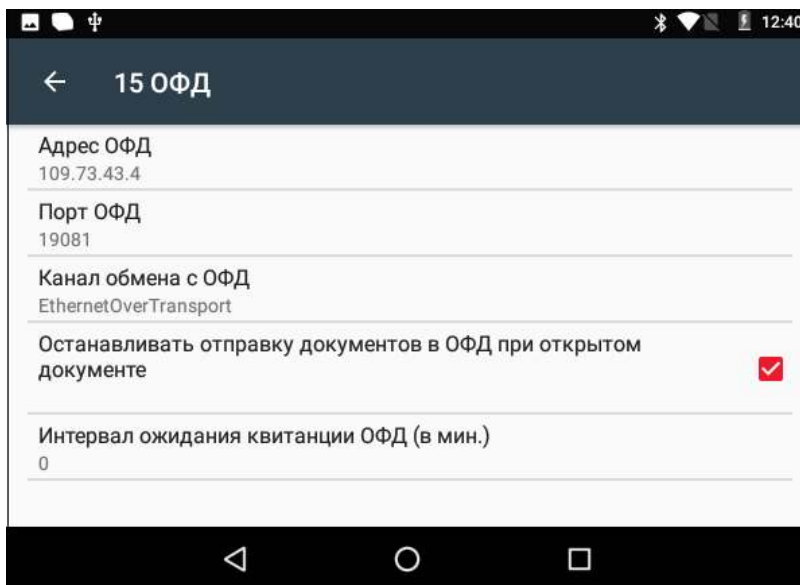 12:40
15 ОФД
Адрес ОФД
109.73.43.4
Порт ОФД
19081
Канал обмена с ОФД
EthernetOverTransport
Останавливать отправку документов в ОФД при открытом
документе
Интервал ожидания квитанции ОФД (в мин.)
0